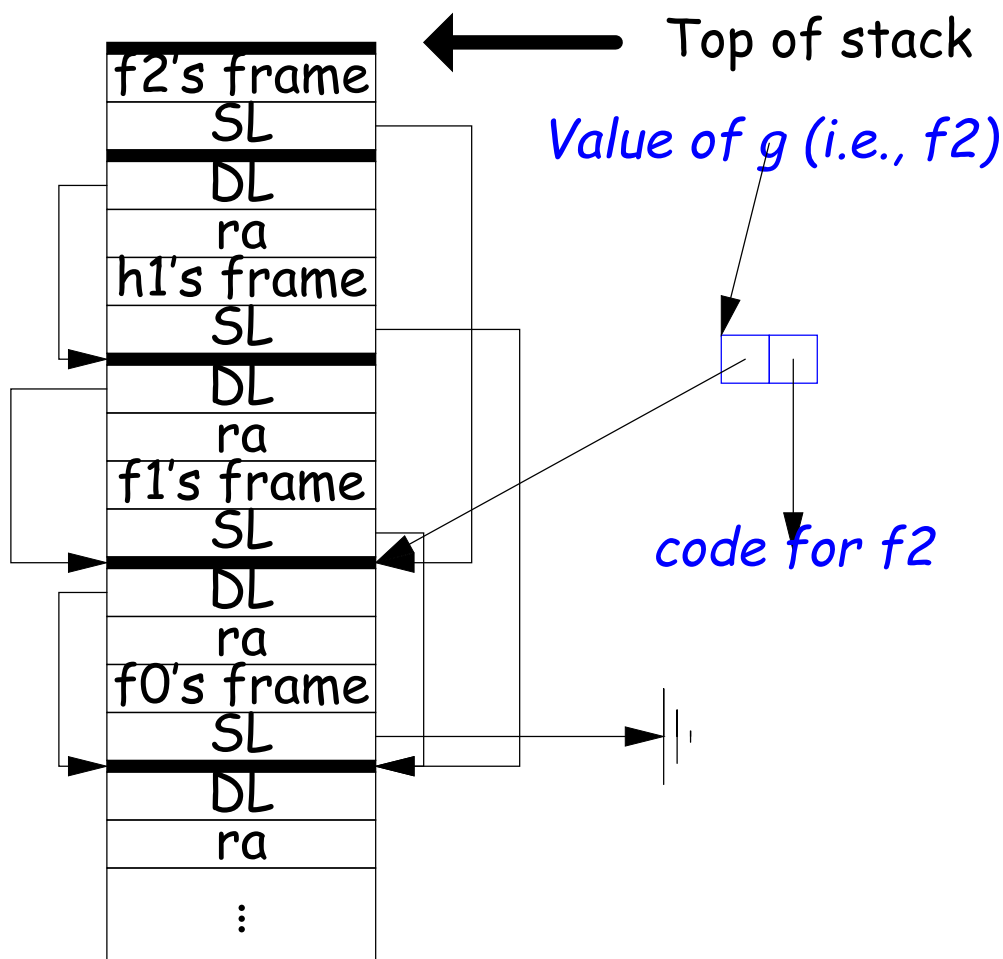 Top of stack
f2's frame
SL
Value of g (i.e., f2)
DL
ra
h1's frame
SL
DL
ra
f1's frame
SL
code for f2
DL
ra
f0's frame
SL
DL
ra
⋮